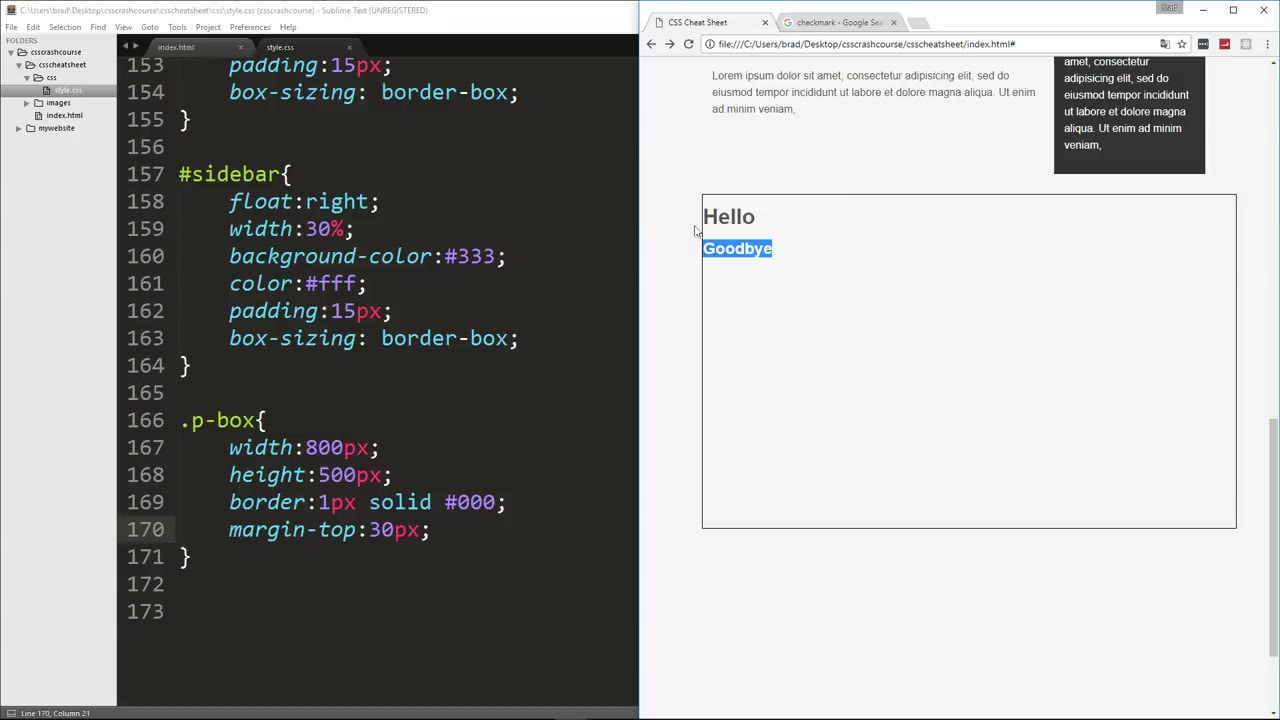 C:\Users\brad\Desktop\csscrashcourse\csscheatsheet\css\style.css (csscrashcourse) - Sublime Text (UNREGISTERED)
File Edit Selection Find View Goto Tools Project Preferences Help
FOLDERS
csscrashcourse
csscheatsheet
css
style.css
images
index.html
mywebsite
index.html
style.css
153 padding:15px;
154 box-sizing: border-box;
155 }
156
157 #sidebar{
158 float:right;
159 width:30%;
160 background-color:#333;
161 color:#fff;
162 padding:15px;
163 box-sizing: border-box;
164 }
165
166 .p-box{
167 width:800px;
168 height:500px;
169 border:1px solid #000;
170 margin-top:30px;
171 }
172
173
Line 170, Column 21
Brad
CSS Cheat Sheet
checkmark - Google Sea
file:///C:/Users/brad/Desktop/csscrashcourse/csscheatsheet/index.html#
Lorem ipsum dolor sit amet, consectetur adipisicing elit, sed do
eiusmod tempor incididunt ut labore et dolore magna aliqua. Ut enim
ad minim veniam,
amet, consectetur
adipisicing elit, sed do
eiusmod tempor
incididunt ut labore et
dolore magna
aliqua. Ut enim
ad minim
veniam,
Hello
Goodbye